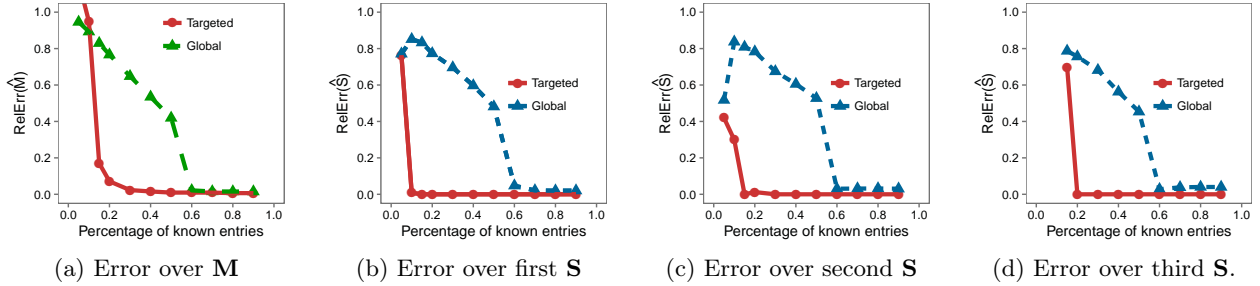 RelErr(M̂)
1.0
0.8
0.6
0.4
0.2
0.0
Targeted
Global
0.0 0.2 0.4 0.6 0.8 1.0
Percentage of known entries
(a) Error over M
RelErr(Ŝ)
1.0
0.8
0.6
0.4
0.2
0.0
Targeted
Global
0.0 0.2 0.4 0.6 0.8 1.0
Percentage of known entries
(b) Error over first S
RelErr(Ŝ)
1.0
0.8
0.6
0.4
0.2
0.0
Targeted
Global
0.0 0.2 0.4 0.6 0.8 1.0
Percentage of known entries
(c) Error over second S
RelErr(Ŝ)
1.0
0.8
0.6
0.4
0.2
0.0
Targeted
Global
0.0 0.2 0.4 0.6 0.8 1.0
Percentage of known entries
(d) Error over third S.